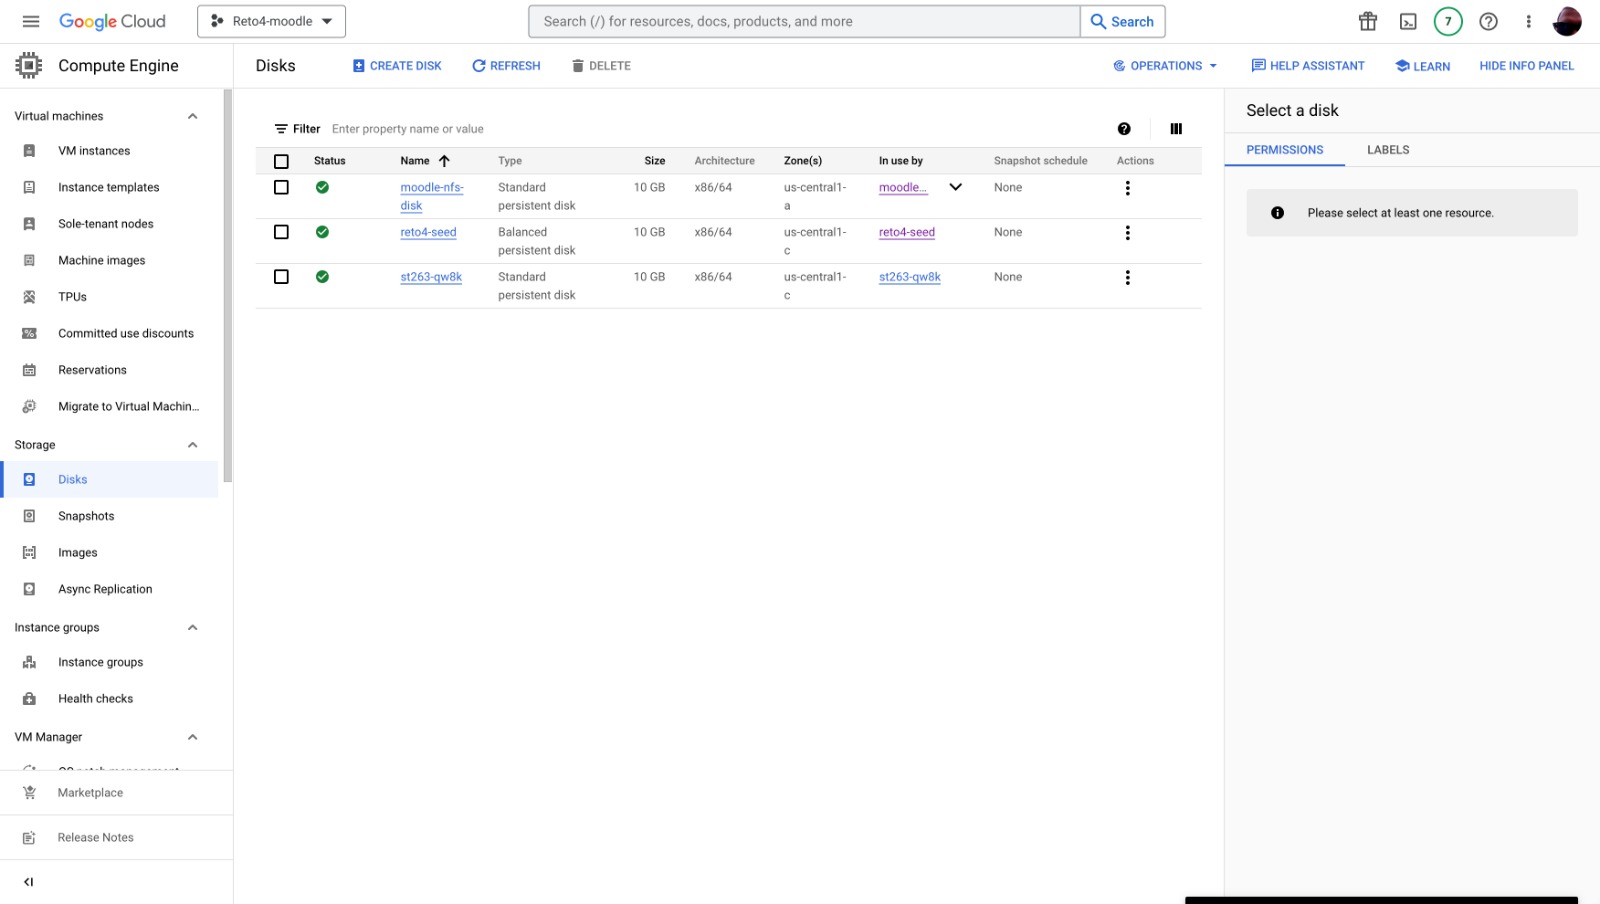 Google Cloud
Reto4-moodle
Search (/) for resources, docs, products, and more
Search
7
Compute Engine
Disks
CREATE DISK
REFRESH
DELETE
OPERATIONS
HELP ASSISTANT
LEARN
HIDE INFO PANEL
Virtual machines
VM instances
Instance templates
Sole-tenant nodes
Machine images
TPUs
Committed use discounts
Reservations
Migrate to Virtual Machin...
Storage
Disks
Snapshots
Images
Async Replication
Instance groups
Instance groups
Health checks
VM Manager
OS patch management
Marketplace
Release Notes
Filter Enter property name or value
Status Name Type Size Architecture Zone(s) In use by Snapshot schedule Actions
moodle-nfs- Standard 10 GB x86/64 us-central1- moodle... None
disk persistent disk a
reto4-seed Balanced 10 GB x86/64 us-central1- reto4-seed None
persistent disk c
st263-qw8k Standard 10 GB x86/64 us-central1- st263-qw8k None
persistent disk c
Select a disk
PERMISSIONS LABELS
Please select at least one resource.